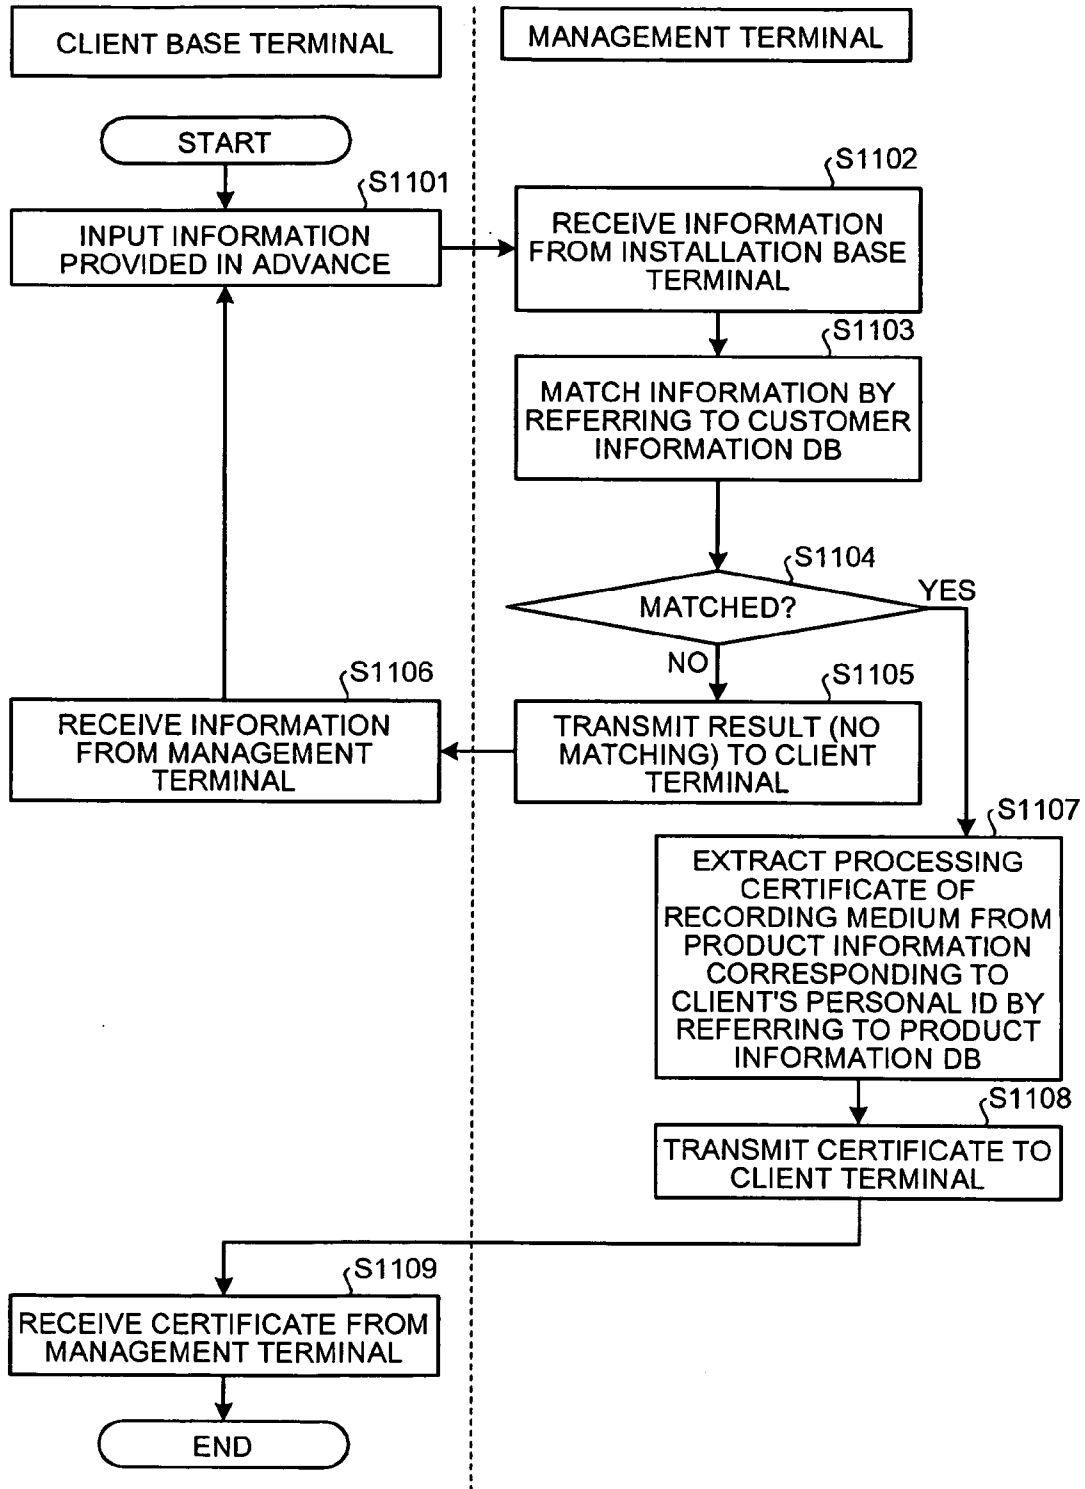 CLIENT BASE TERMINAL
MANAGEMENT TERMINAL
START
S1101
INPUT INFORMATION
PROVIDED IN ADVANCE
S1102
RECEIVE INFORMATION
FROM INSTALLATION BASE
TERMINAL
S1103
MATCH INFORMATION BY
REFERRING TO CUSTOMER
INFORMATION DB
S1104
MATCHED?
YES
NO
S1105
TRANSMIT RESULT (NO
MATCHING) TO CLIENT
TERMINAL
S1106
RECEIVE INFORMATION
FROM MANAGEMENT
TERMINAL
S1107
EXTRACT PROCESSING
CERTIFICATE OF
RECORDING MEDIUM FROM
PRODUCT INFORMATION
CORRESPONDING TO
CLIENT'S PERSONAL ID BY
REFERRING TO PRODUCT
INFORMATION DB
S1108
TRANSMIT CERTIFICATE TO
CLIENT TERMINAL
S1109
RECEIVE CERTIFICATE FROM
MANAGEMENT TERMINAL
END